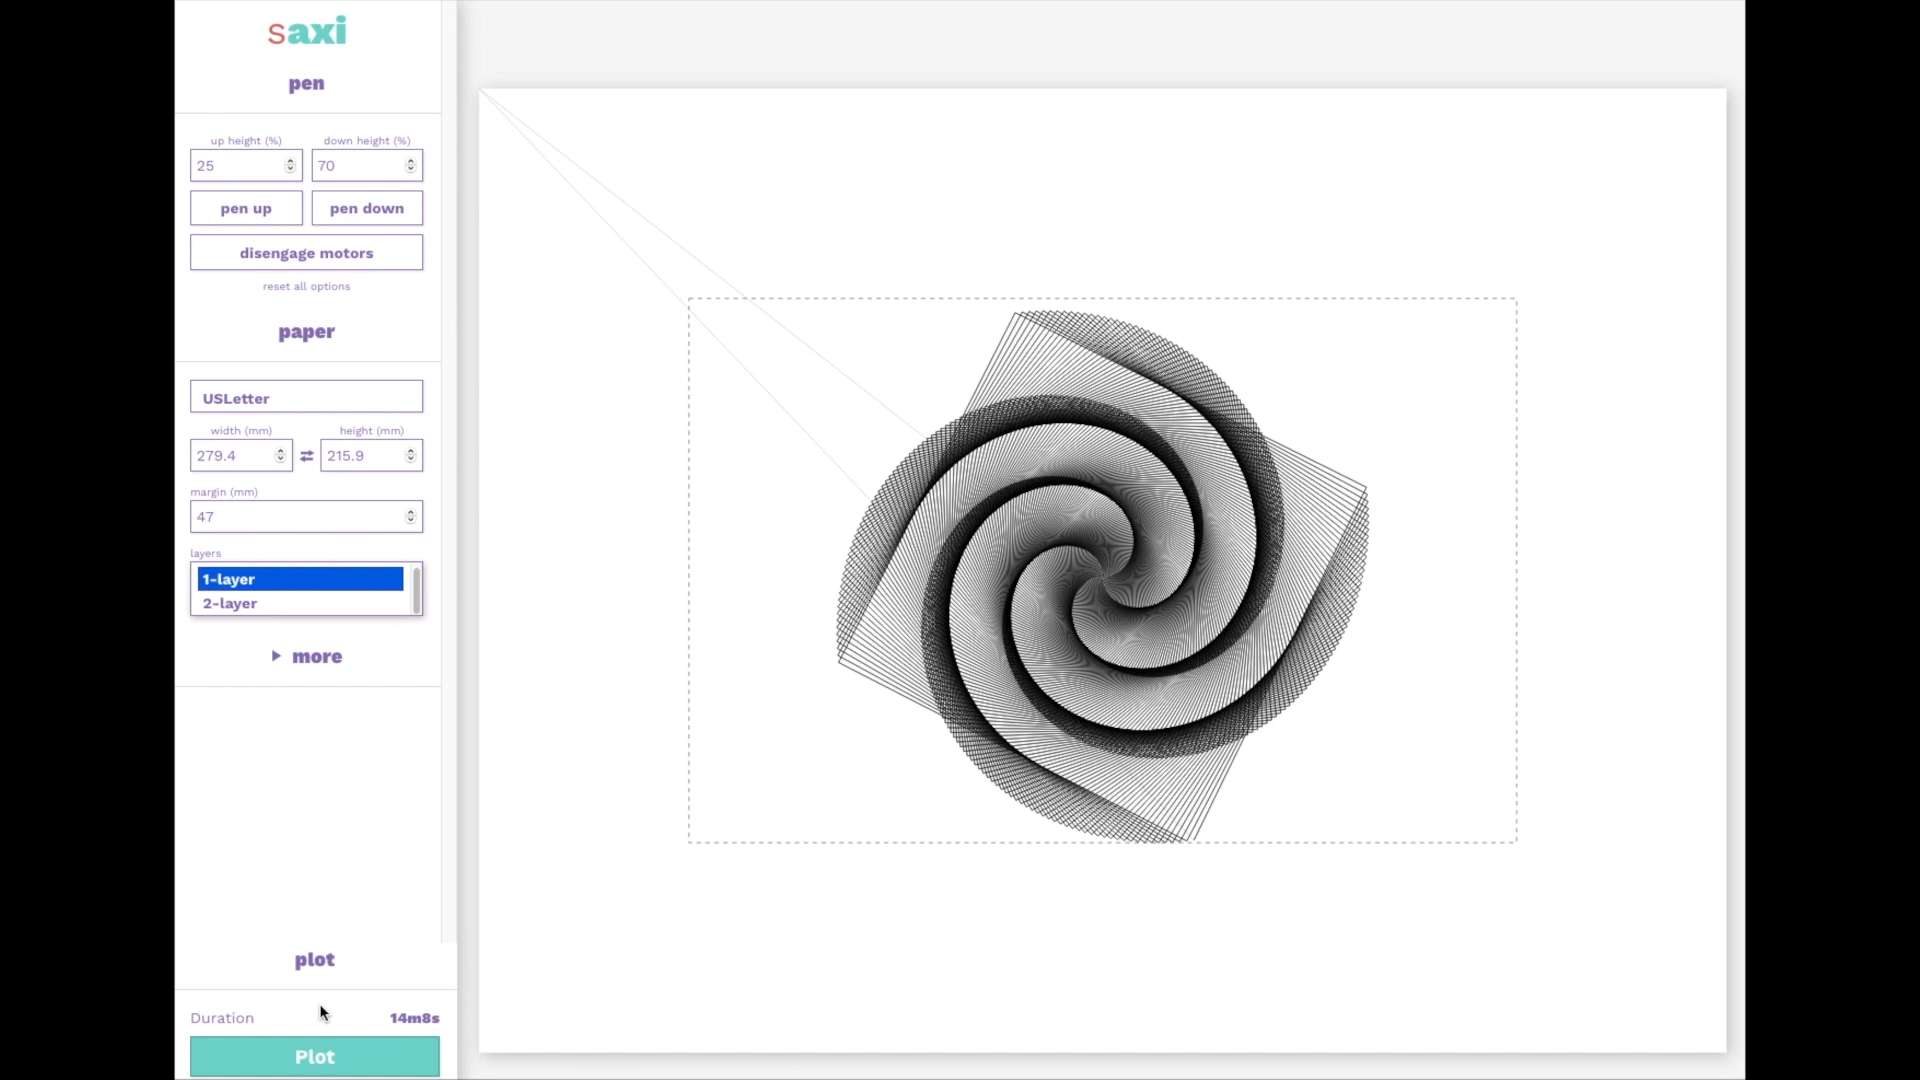 saxi
pen
up height (%) down height (%)
25 70
pen up pen down
disengage motors
reset all options
paper
USLetter
width (mm) height (mm)
279.4 215.9
margin (mm)
47
layers
1-layer
2-layer
more
plot
Duration 14m8s
Plot